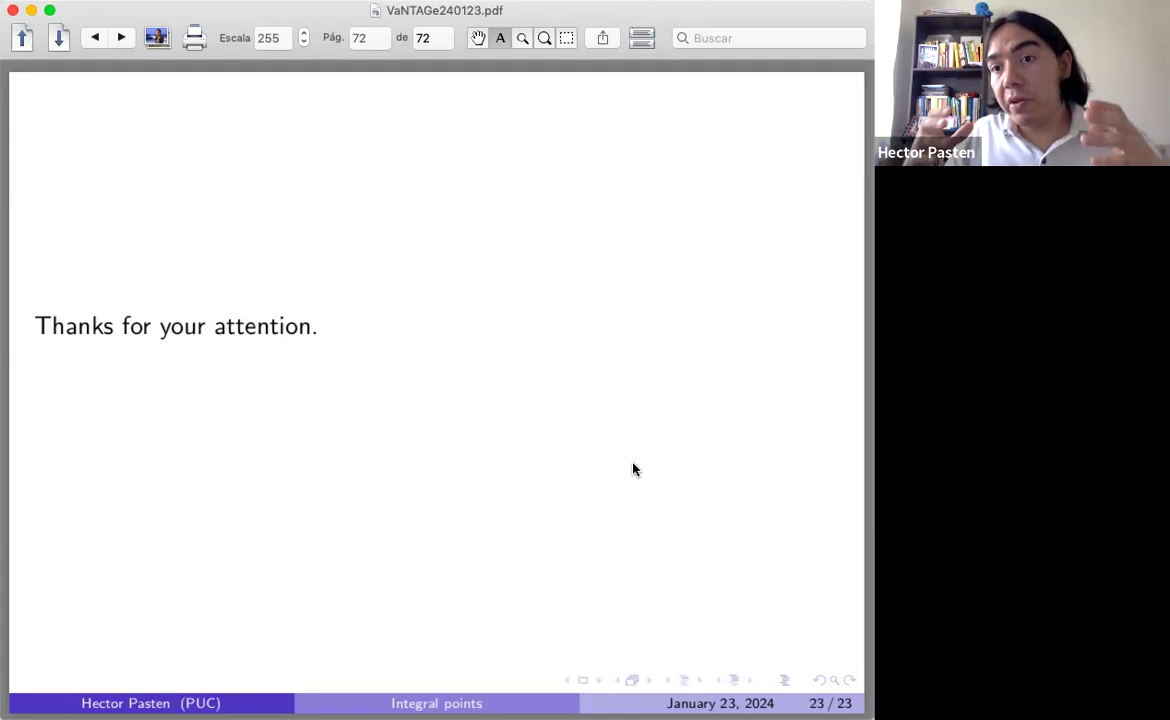 VaNTAGe240123.pdf
Escala 255 Pág. 72 de 72 A Buscar
Hector Pasten
Thanks for your attention.
Hector Pasten (PUC) Integral points January 23, 2024 23 / 23